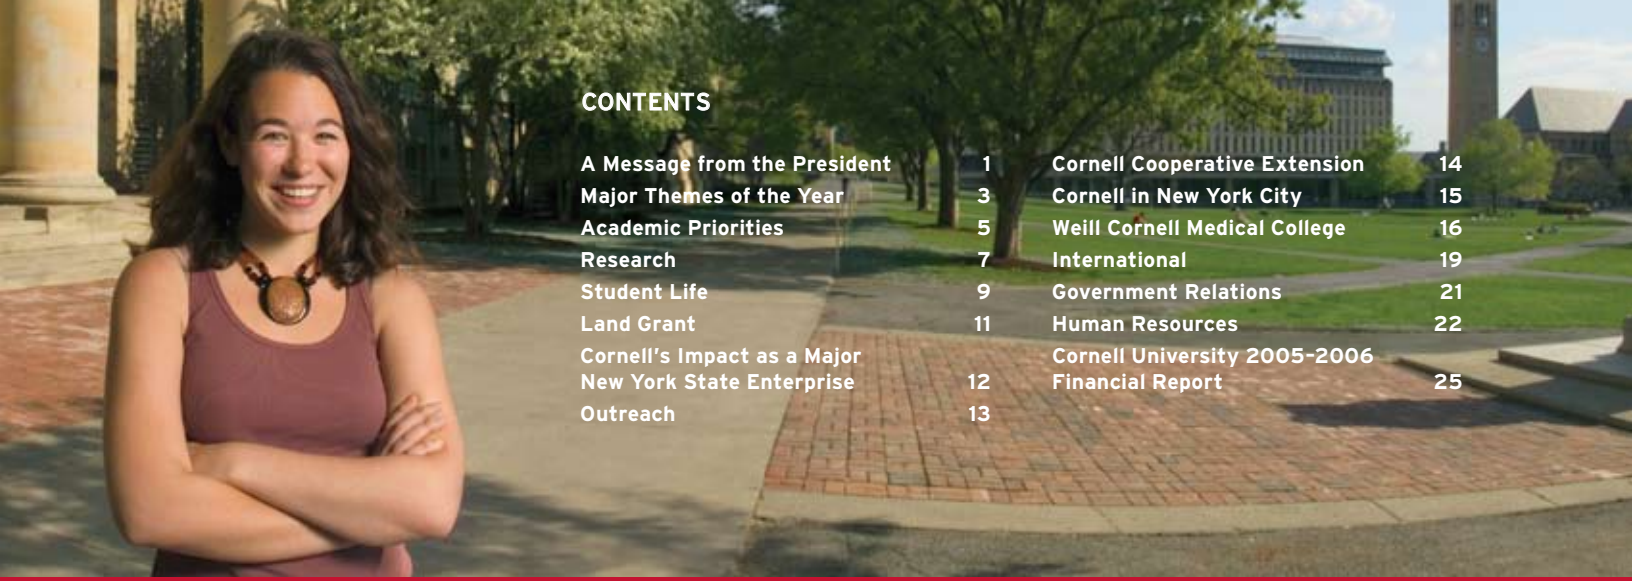 CONTENTS
A Message from the President 1
Major Themes of the Year 3
Academic Priorities 5
Research 7
Student Life 9
Land Grant 11
Cornell's Impact as a Major
New York State Enterprise 12
Outreach 13
Cornell Cooperative Extension 14
Cornell in New York City 15
Weill Cornell Medical College 16
International 19
Government Relations 21
Human Resources 22
Cornell University 2005–2006
Financial Report 25